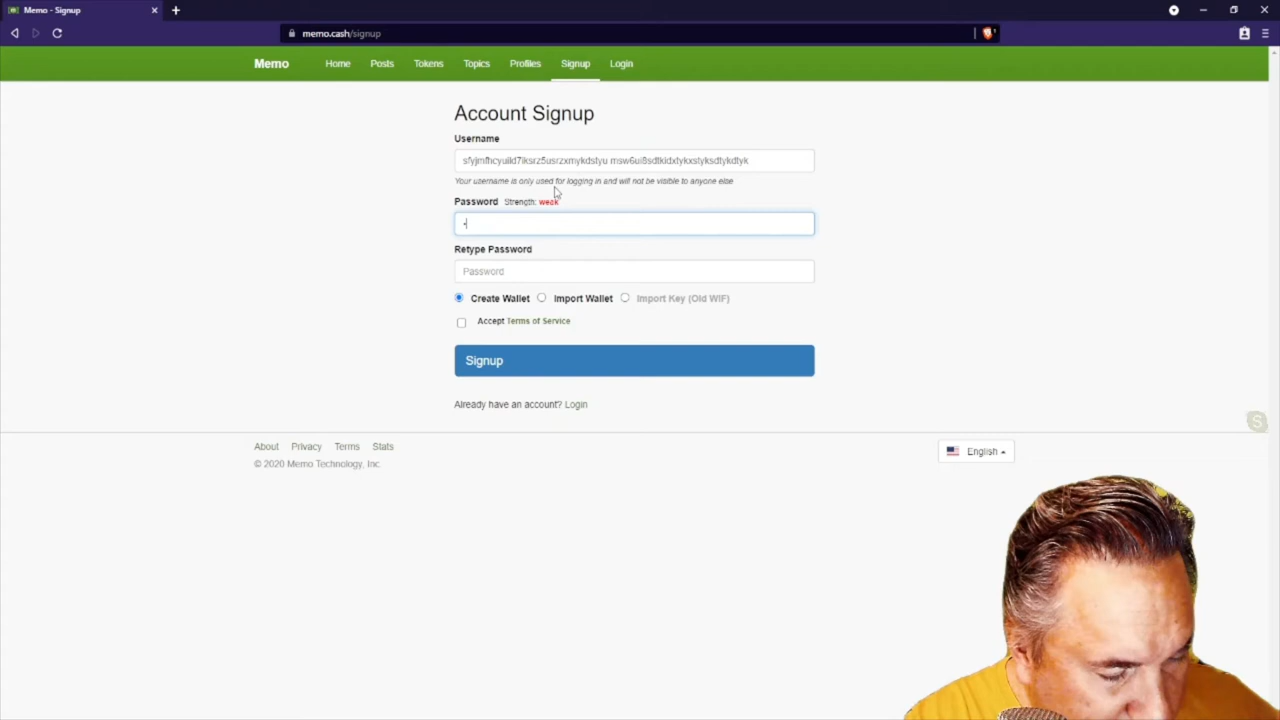 Memo - Signup
memo.cash/signup
Memo Home Posts Tokens Topics Profiles Signup Login
Account Signup
Username
sfyjmfhcyuild7iksrz5usrzxmykdstyu msw6ui8sdtkidxtykxstyksdtykdtyk
Your username is only used for logging in and will not be visible to anyone else
Password Strength: weak
Retype Password
Password
Create Wallet Import Wallet Import Key (Old WIF)
Accept Terms of Service
Signup
Already have an account? Login
About Privacy Terms Stats
English
© 2020 Memo Technology, Inc.